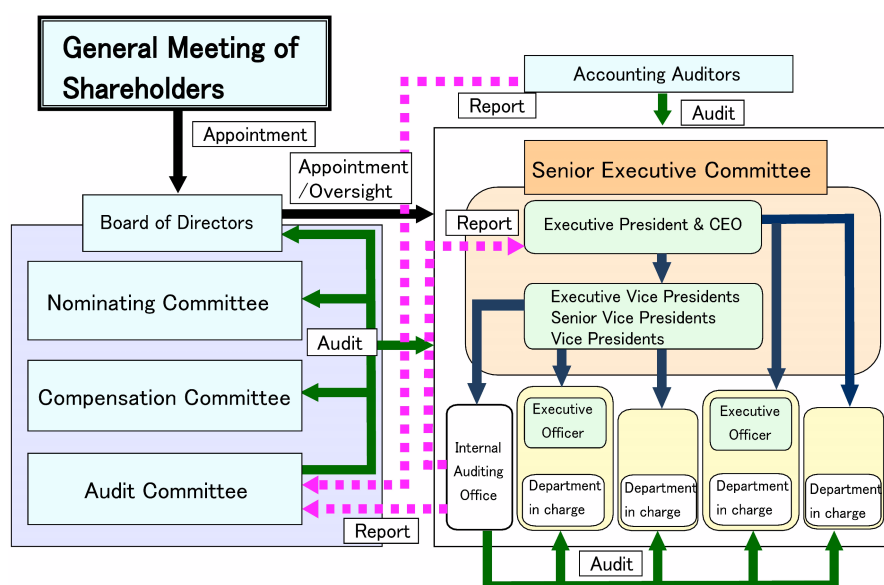 General Meeting of
Shareholders
Accounting Auditors
Report
Audit
Appointment
Appointment
/Oversight
Senior Executive Committee
Board of Directors
Report
Executive President & CEO
Nominating Committee
Executive Vice Presidents
Senior Vice Presidents
Vice Presidents
Audit
Compensation Committee
Executive
Officer
Executive
Officer
Internal
Auditing
Office
Audit Committee
Department
in charge
Department
in charge
Department
in charge
Department
in charge
Report
Audit